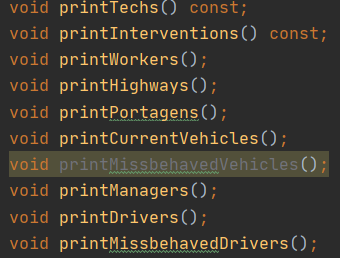 void printTechs() const;
void printInterventions() const;
void printWorkers();
void printHighways();
void printPortagens();
void printCurrentVehicles();
void printMissbehavedVehicles();
void printManagers();
void printDrivers();
void printMissbehavedDrivers();